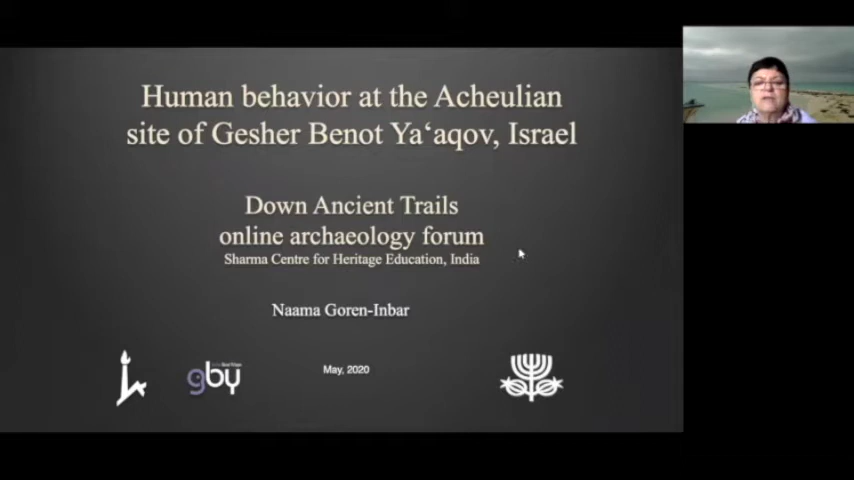 Human behavior at the Acheulian
site of Gesher Benot Ya‘aqov, Israel
Down Ancient Trails
online archaeology forum
Sharma Centre for Heritage Education, India
Naama Goren-Inbar
May, 2020
gby